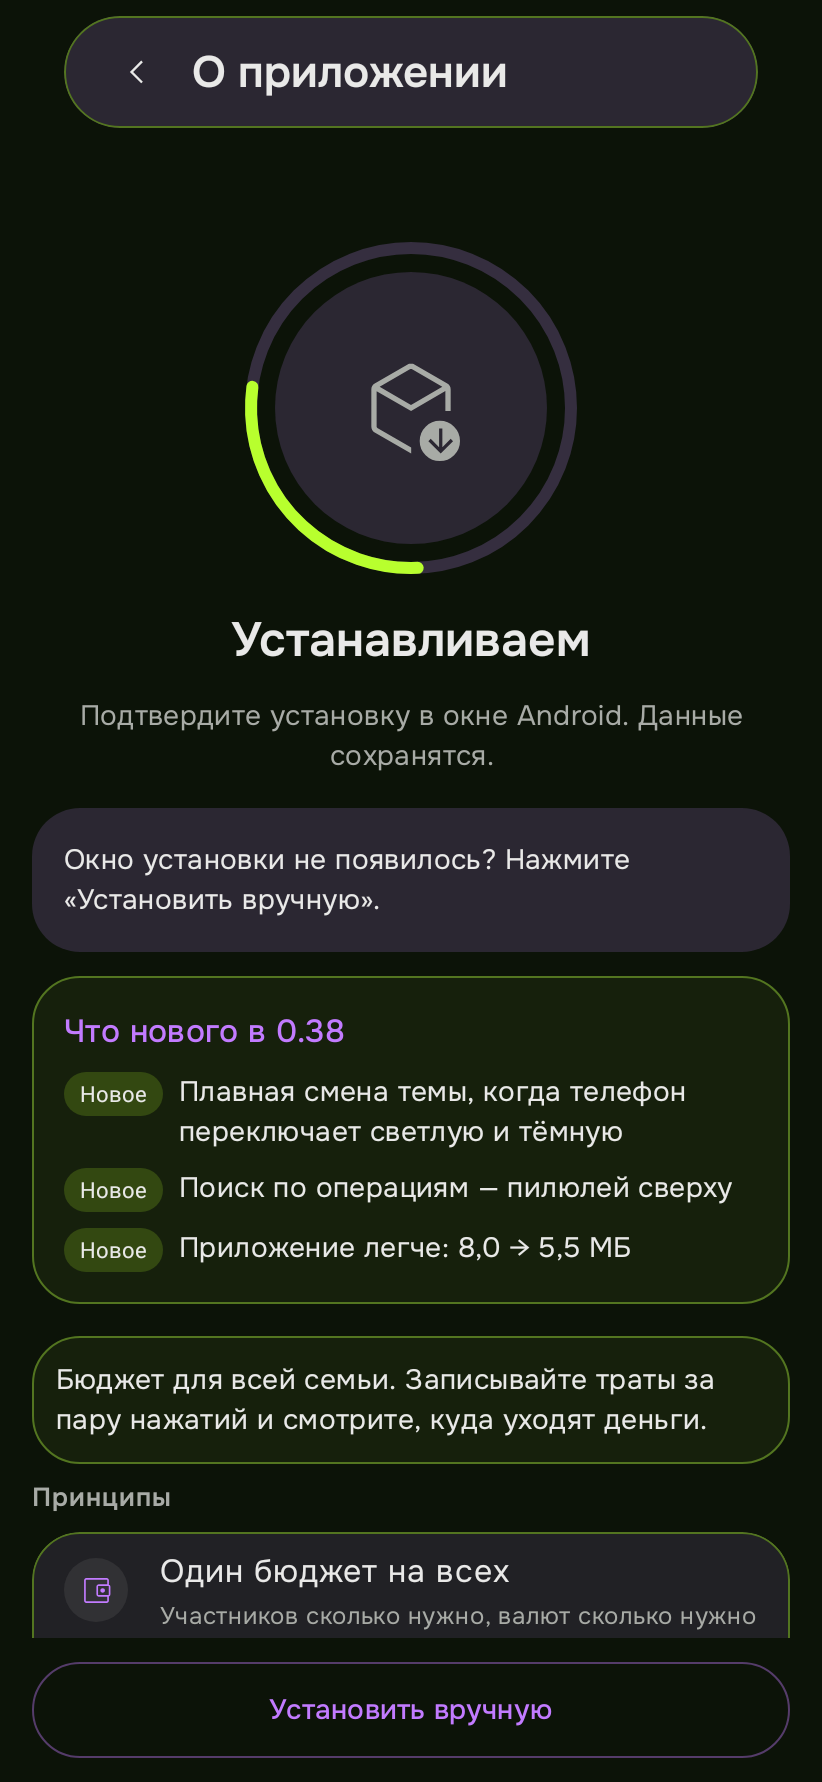 О приложении
Устанавливаем
Подтвердите установку в окне Android. Данные
сохранятся.
Окно установки не появилось? Нажмите
«Установить вручную».
Что нового в 0.38
Новое Плавная смена темы, когда телефон
переключает светлую и тёмную
Новое Поиск по операциям — пилюлей сверху
Новое Приложение легче: 8,0 → 5,5 МБ
Бюджет для всей семьи. Записывайте траты за
пару нажатий и смотрите, куда уходят деньги.
Принципы
Один бюджет на всех
Участников сколько нужно, валют сколько нужно
Установить вручную